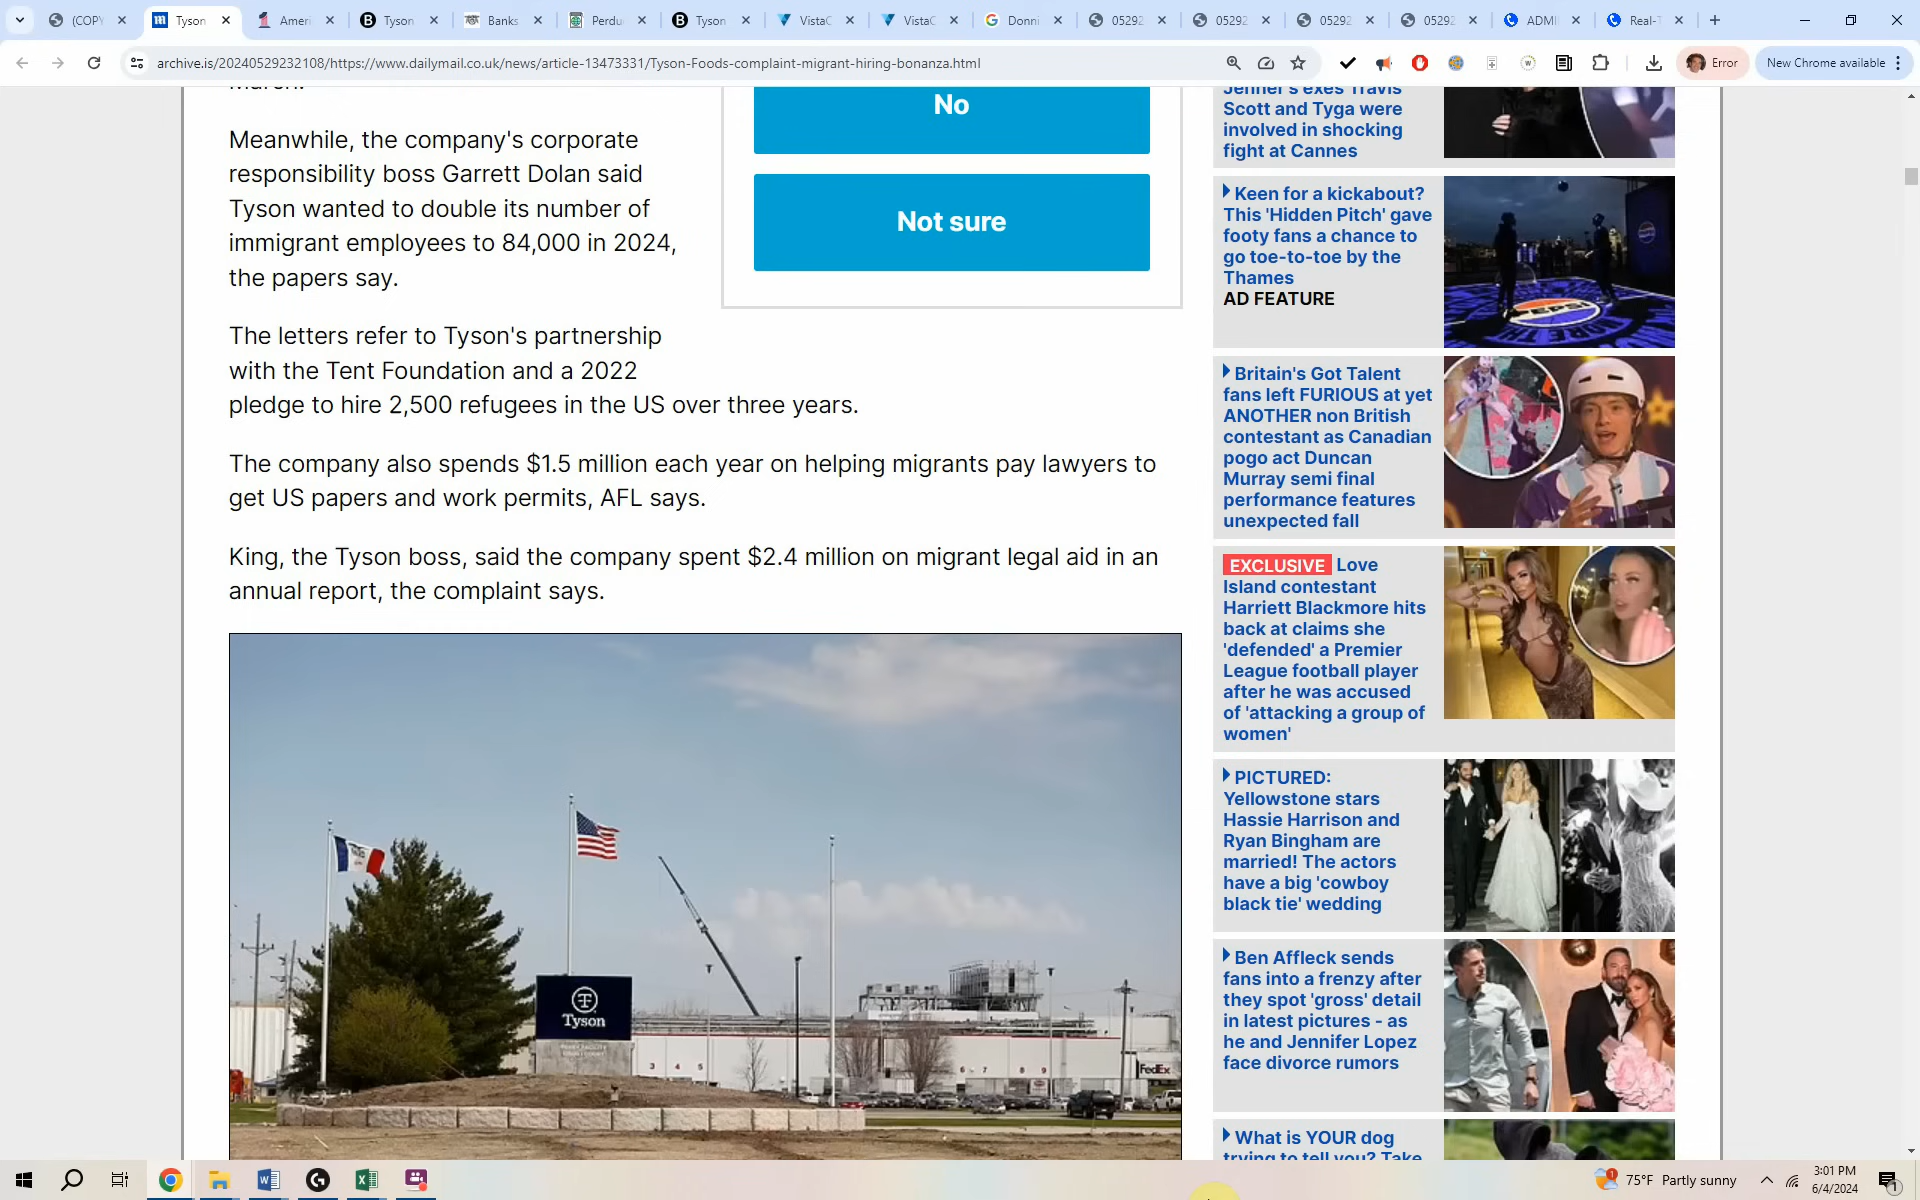 (COPY
Tyson
Ameri
Tyson
Banks
Perdu
Tyson
VistaC
VistaC
Donni
05292
05292
05292
05292
ADMI
Real-T
archive.is/20240529232108/https://www.dailymail.co.uk/news/article-13473331/Tyson-Foods-complaint-migrant-hiring-bonanza.html
Error
New Chrome available
March.
Meanwhile, the company's corporate
responsibility boss Garrett Dolan said
Tyson wanted to double its number of
immigrant employees to 84,000 in 2024,
the papers say.
The letters refer to Tyson's partnership
with the Tent Foundation and a 2022
pledge to hire 2,500 refugees in the US over three years.
The company also spends $1.5 million each year on helping migrants pay lawyers to
get US papers and work permits, AFL says.
King, the Tyson boss, said the company spent $2.4 million on migrant legal aid in an
annual report, the complaint says.
No
Not sure
Tyson
3 4 5
6 7 8 9
FedEx
Jenner's exes Travis
Scott and Tyga were
involved in shocking
fight at Cannes
Keen for a kickabout?
This 'Hidden Pitch' gave
footy fans a chance to
go toe-to-toe by the
Thames
AD FEATURE
PEPSI
Britain's Got Talent
fans left FURIOUS at yet
ANOTHER non British
contestant as Canadian
pogo act Duncan
Murray semi final
performance features
unexpected fall
EXCLUSIVE Love
Island contestant
Harriett Blackmore hits
back at claims she
'defended' a Premier
League football player
after he was accused
of 'attacking a group of
women'
PICTURED:
Yellowstone stars
Hassie Harrison and
Ryan Bingham are
married! The actors
have a big 'cowboy
black tie' wedding
Ben Affleck sends
fans into a frenzy after
they spot 'gross' detail
in latest pictures - as
he and Jennifer Lopez
face divorce rumors
What is YOUR dog
trying to tell you? Take
75°F Partly sunny
3:01 PM
6/4/2024